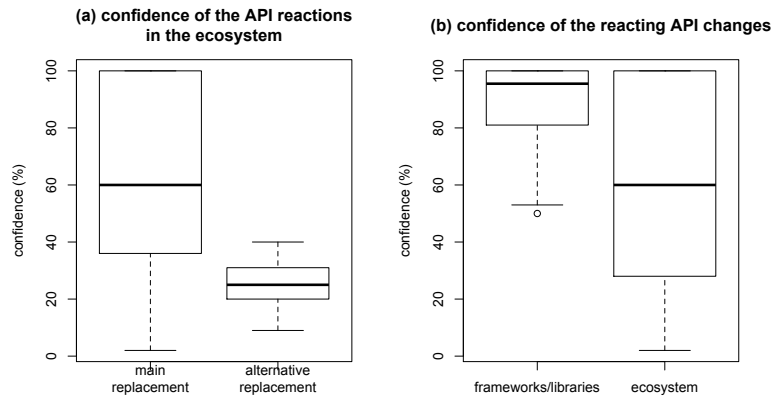 (a) confidence of the API reactions
in the ecosystem
confidence (%)
100
80
60
40
20
0
main
replacement
alternative
replacement
(b) confidence of the reacting API changes
confidence (%)
100
80
60
40
20
0
frameworks/libraries
ecosystem